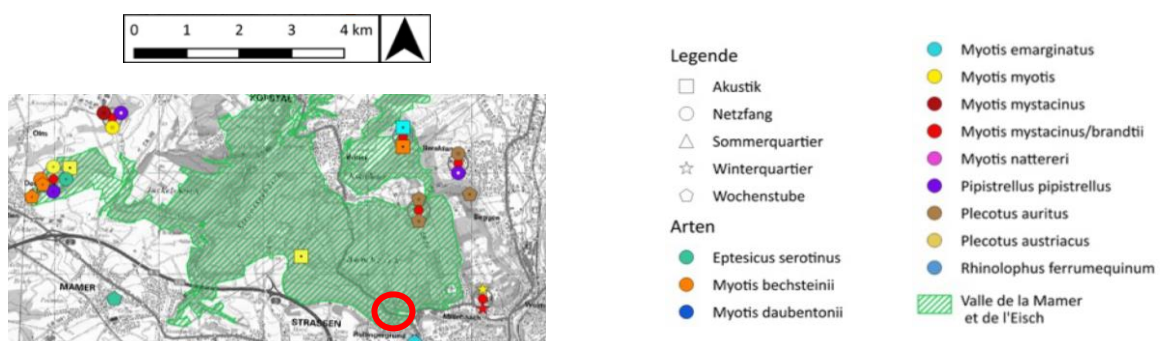 0 1 2 3 4 km
KOPSTAL
MAMER
STRASSEN
Legende
Akustik
Netzfang
Sommerquartier
Winterquartier
Wochenstube
Arten
Eptesicus serotinus
Myotis bechsteinii
Myotis daubentonii
Myotis emarginatus
Myotis myotis
Myotis mystacinus
Myotis mystacinus/brandtii
Myotis nattereri
Pipistrellus pipistrellus
Plecotus auritus
Plecotus austriacus
Rhinolophus ferrumequinum
Valle de la Mamer
et de l'Eisch